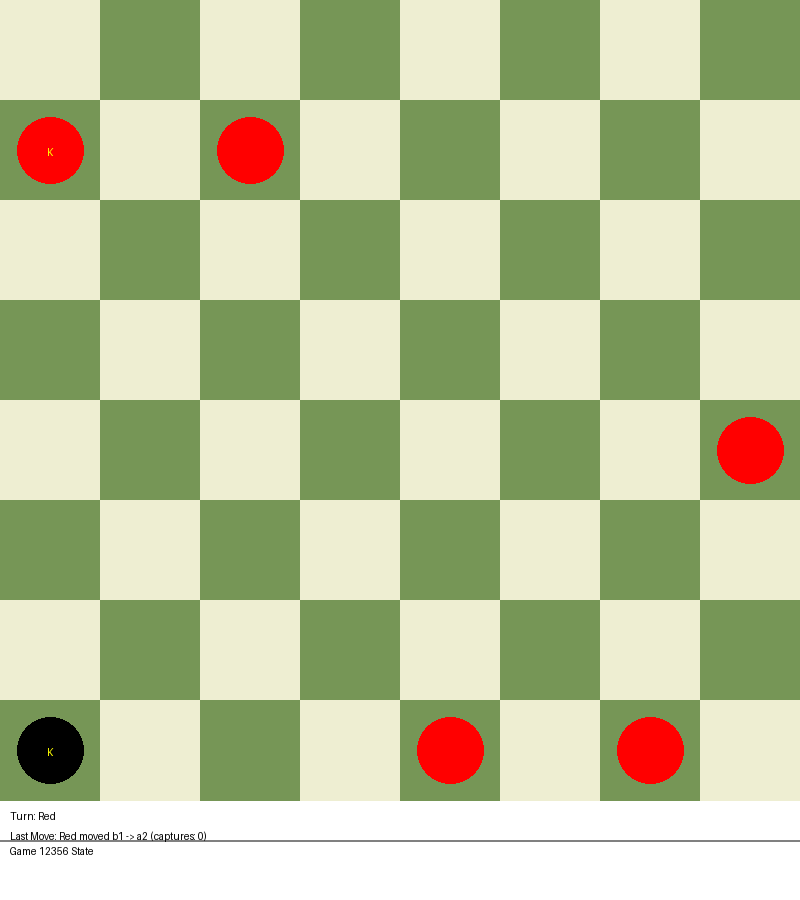 K
K
Turn: Red
Last Move: Red moved b1 -> a2 (captures: 0)
Game 12356 State